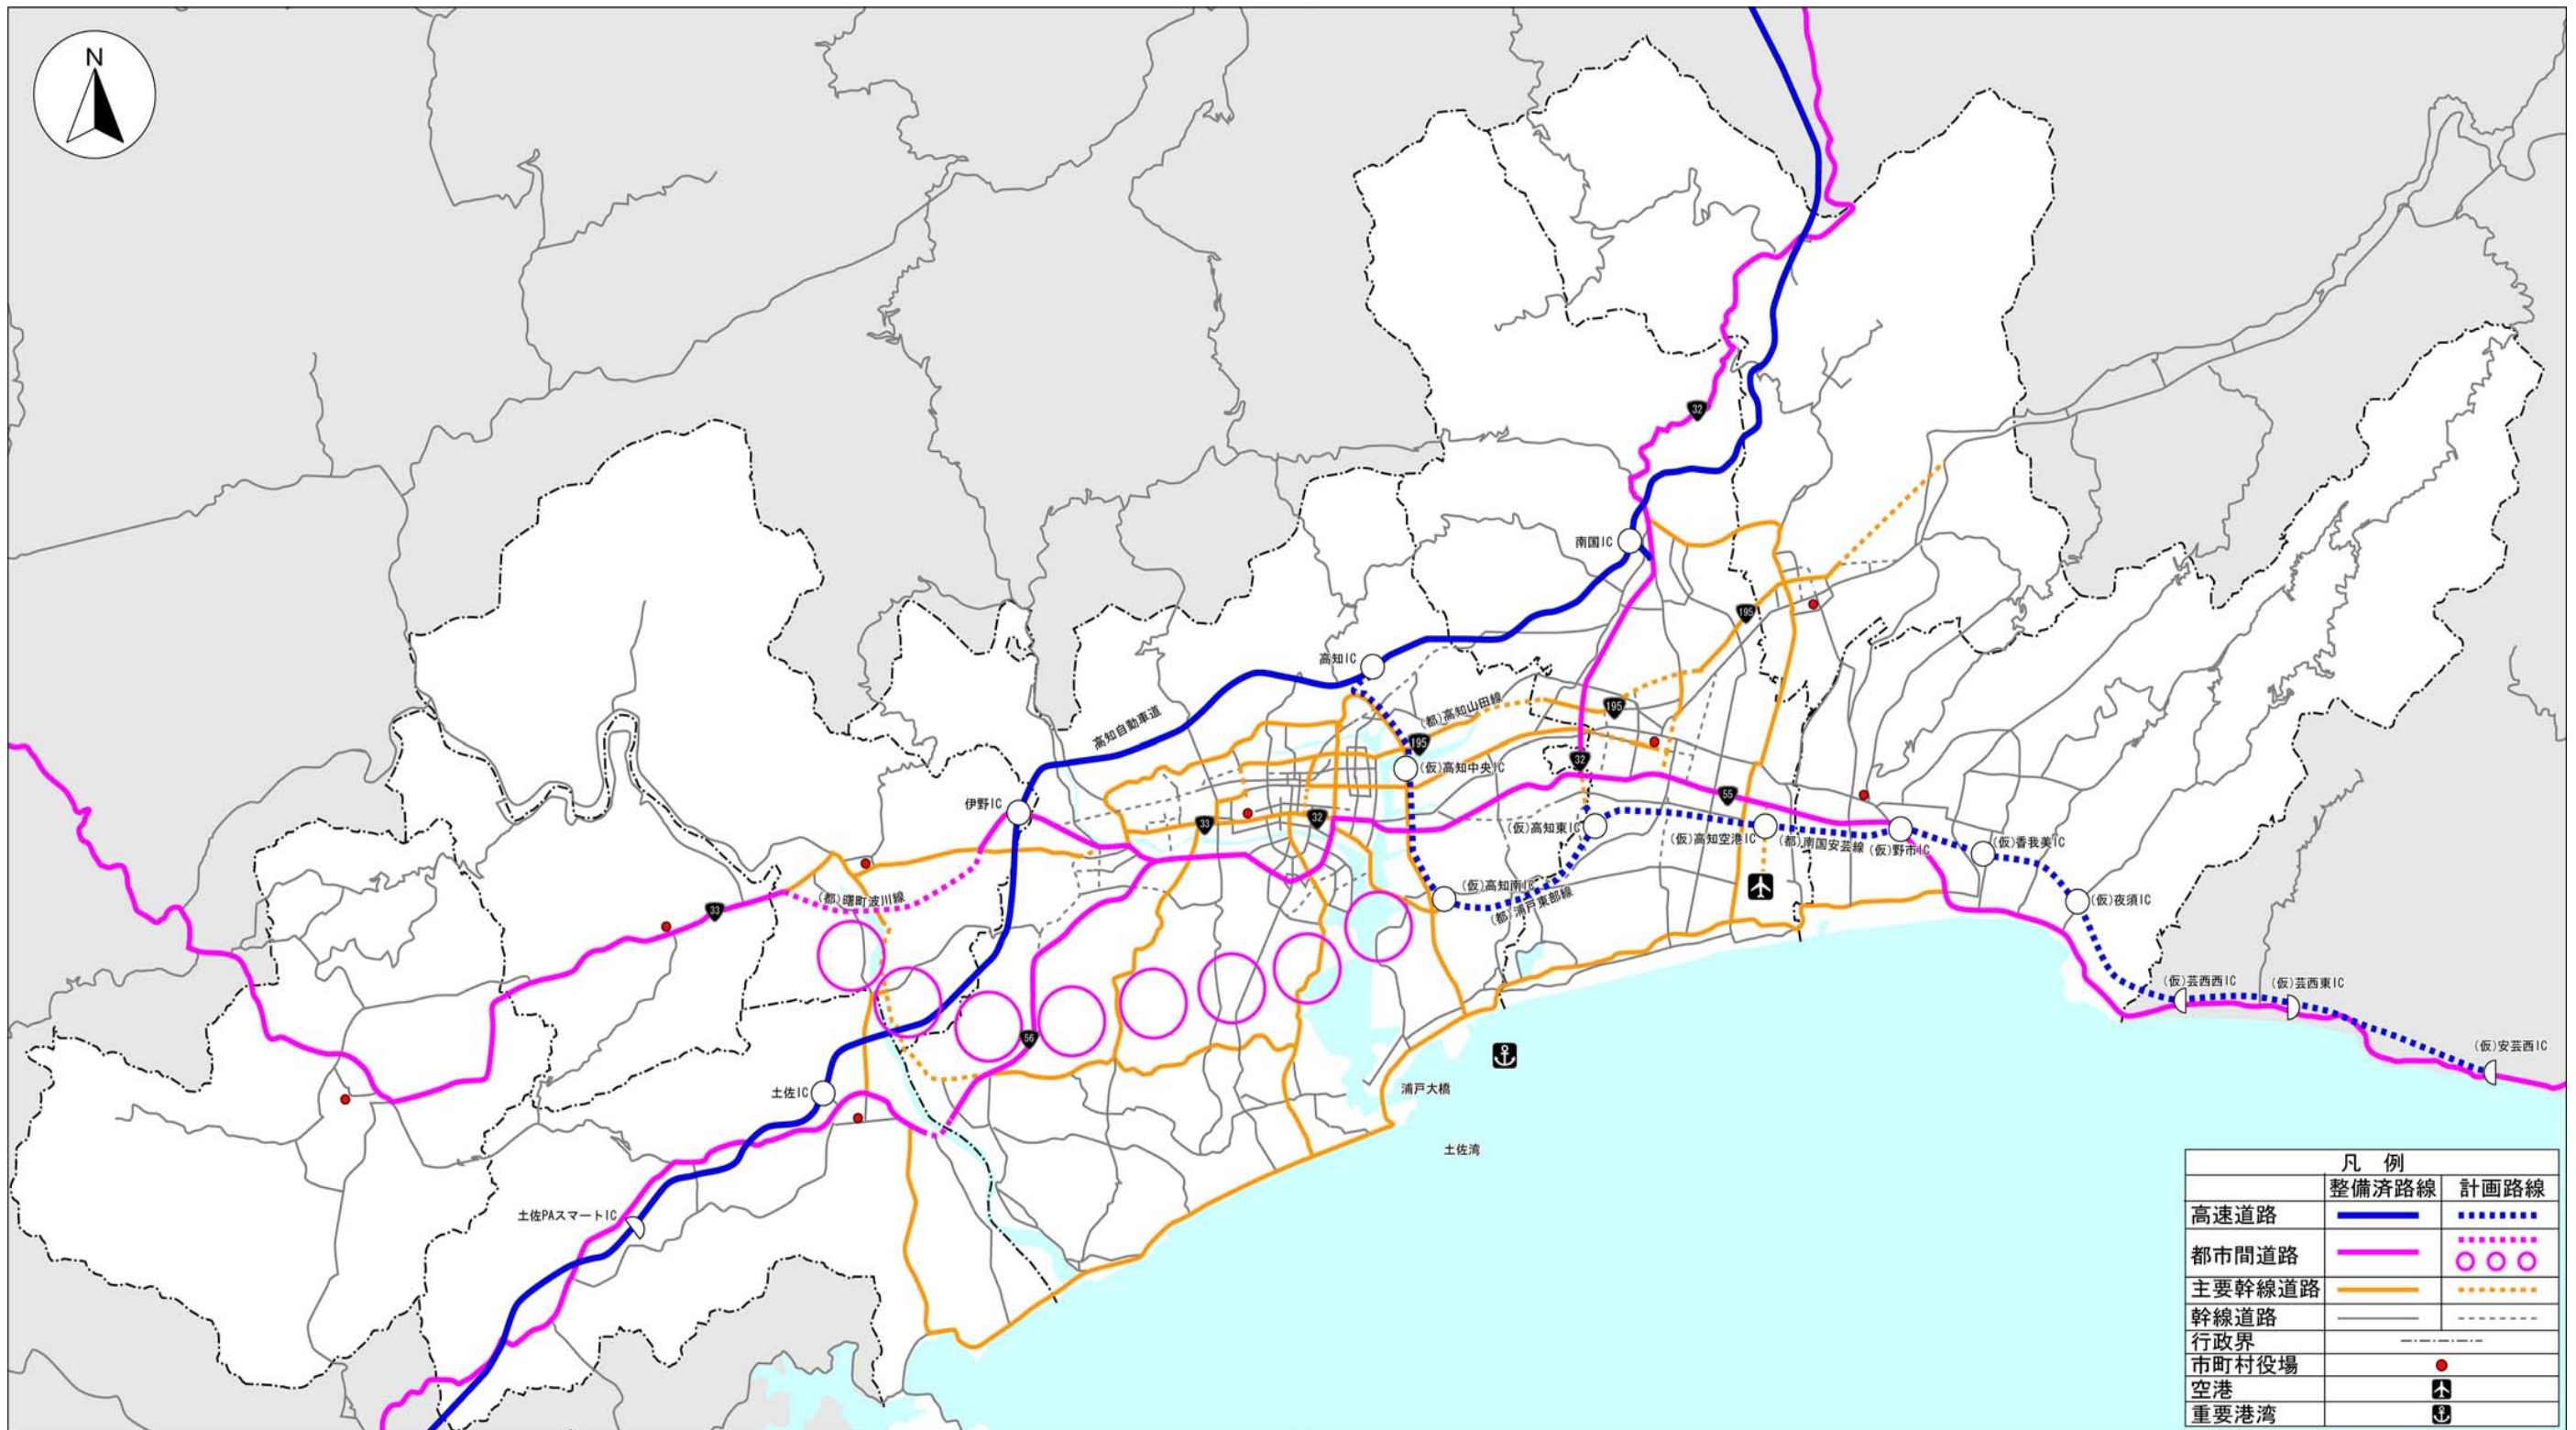 N
32
南国IC
195
高知IC
(都)高知山田線
195
高知自動車道
195
(仮)高知中央IC
32
伊野IC
55
33
32
(仮)高知東IC
(仮)高知空港IC
(都)南国安芸線
(仮)野市IC
(仮)香我美IC
(仮)高知南IC
(都)浦戸東部線
(都)曙町波川線
33
(仮)夜須IC
(仮)芸西西IC
(仮)芸西東IC
56
(仮)安芸西IC
土佐IC
浦戸大橋
土佐湾
土佐PAスマートIC
凡 例
整備済路線 計画路線
高速道路
都市間道路
主要幹線道路
幹線道路
行政界
市町村役場
空港
重要港湾